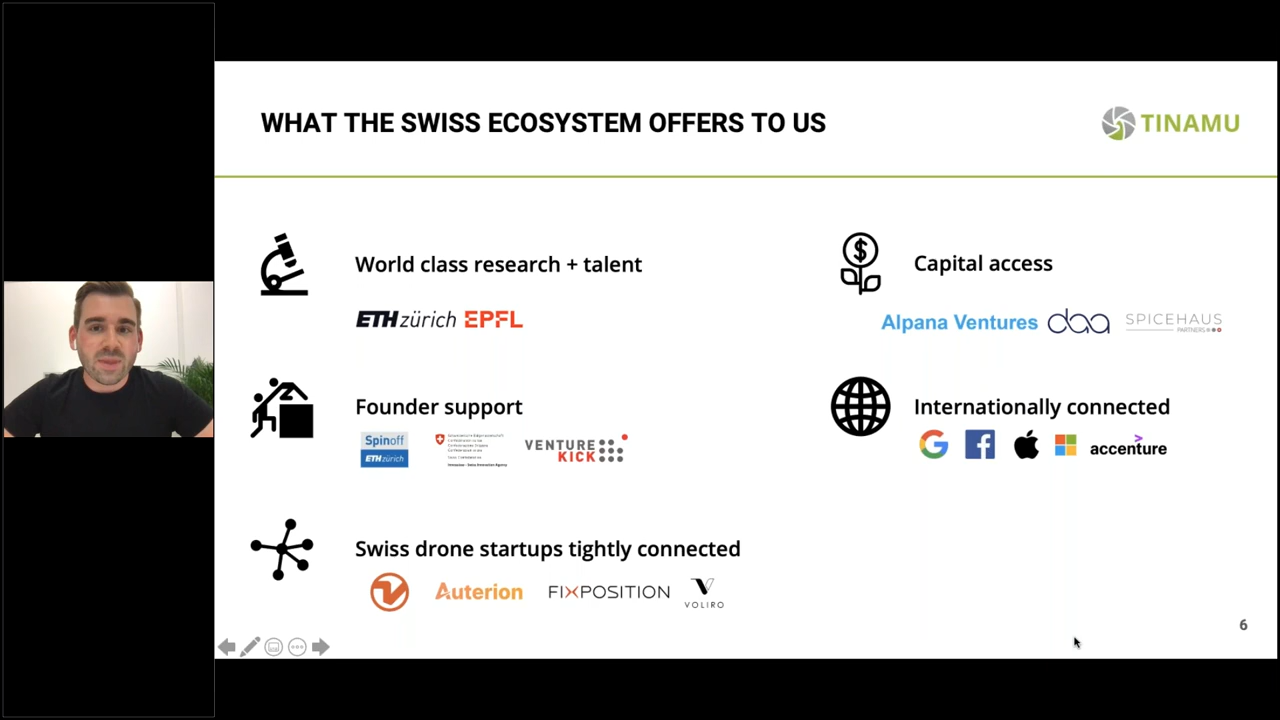 WHAT THE SWISS ECOSYSTEM OFFERS TO US
TINAMU
World class research + talent
ETH zürich EPFL
Founder support
Spinoff
ETH zürich
VENTURE
KICK
Swiss drone startups tightly connected
Auterion
FIXPOSITION
VOLIRO
Capital access
Alpana Ventures
daa
SPICEHAUS
PARTNERS
Internationally connected
accenture
6